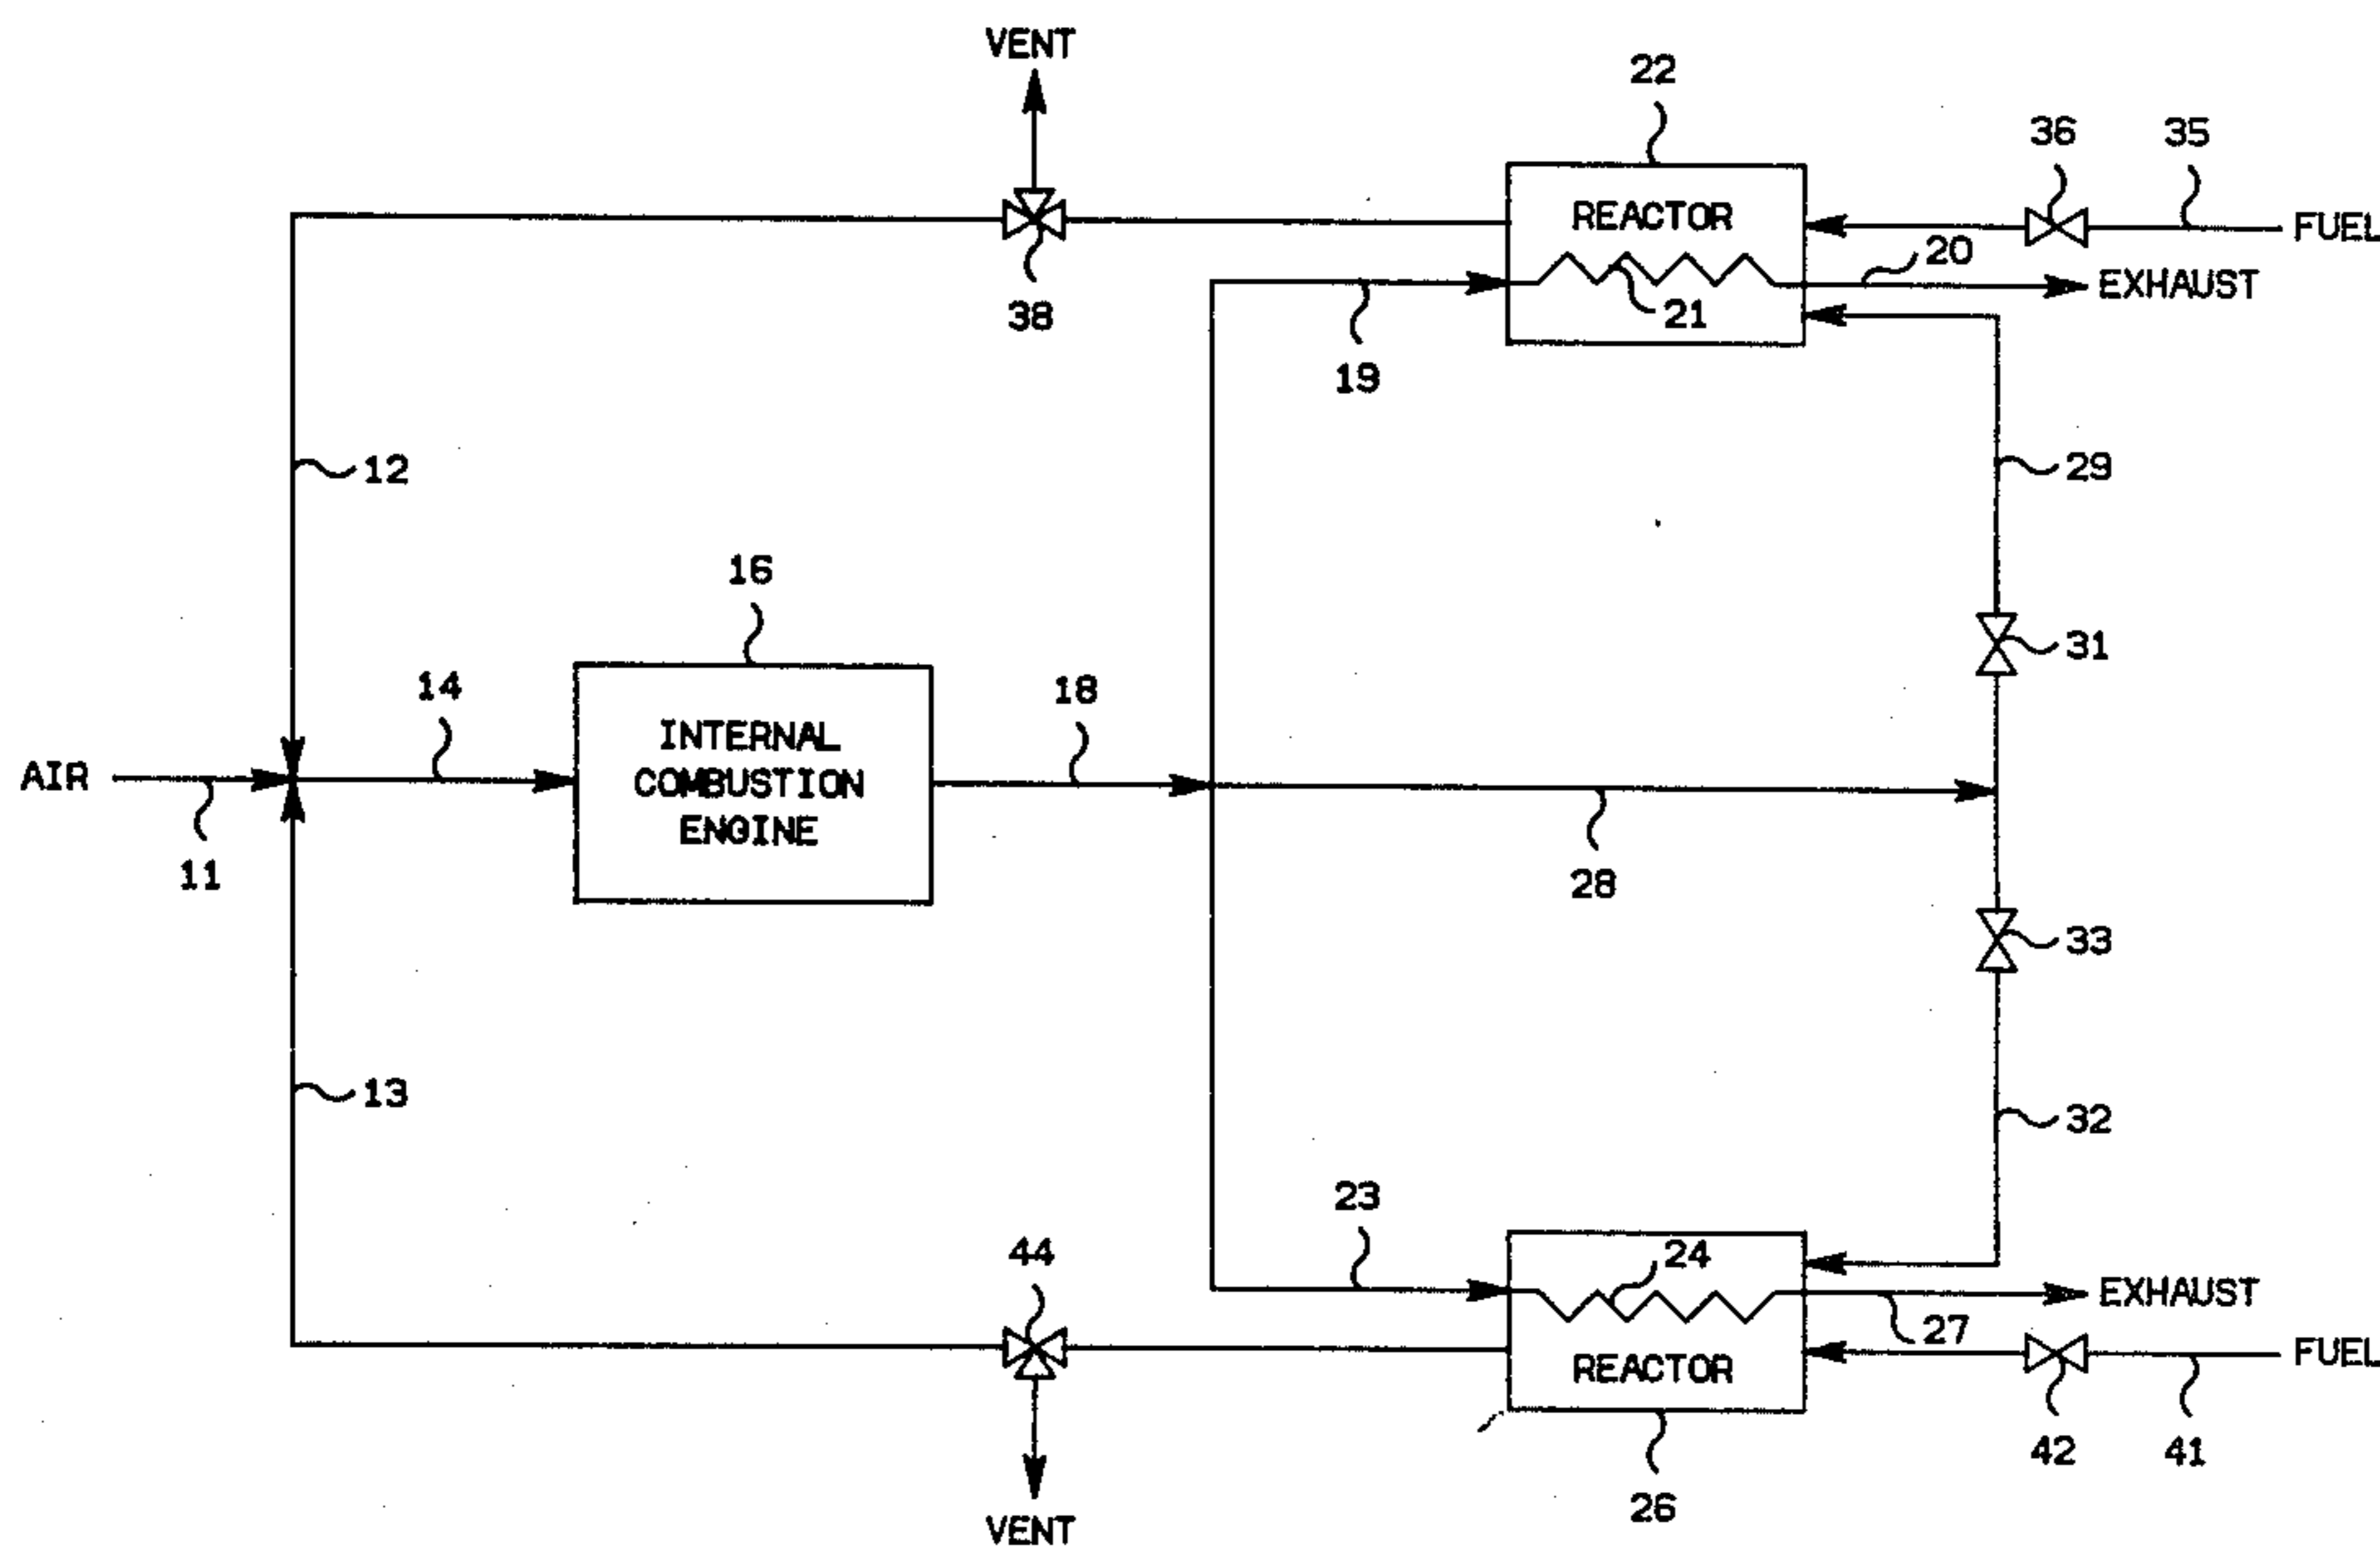 VENT
22
36
35
REACTOR
FUEL
20
EXHAUST
21
38
19
12
29
16
31
14
18
INTERNAL
COMBUSTION
ENGINE
AIR
11
28
33
13
32
23
44
24
EXHAUST
27
REACTOR
FUEL
42
41
26
VENT